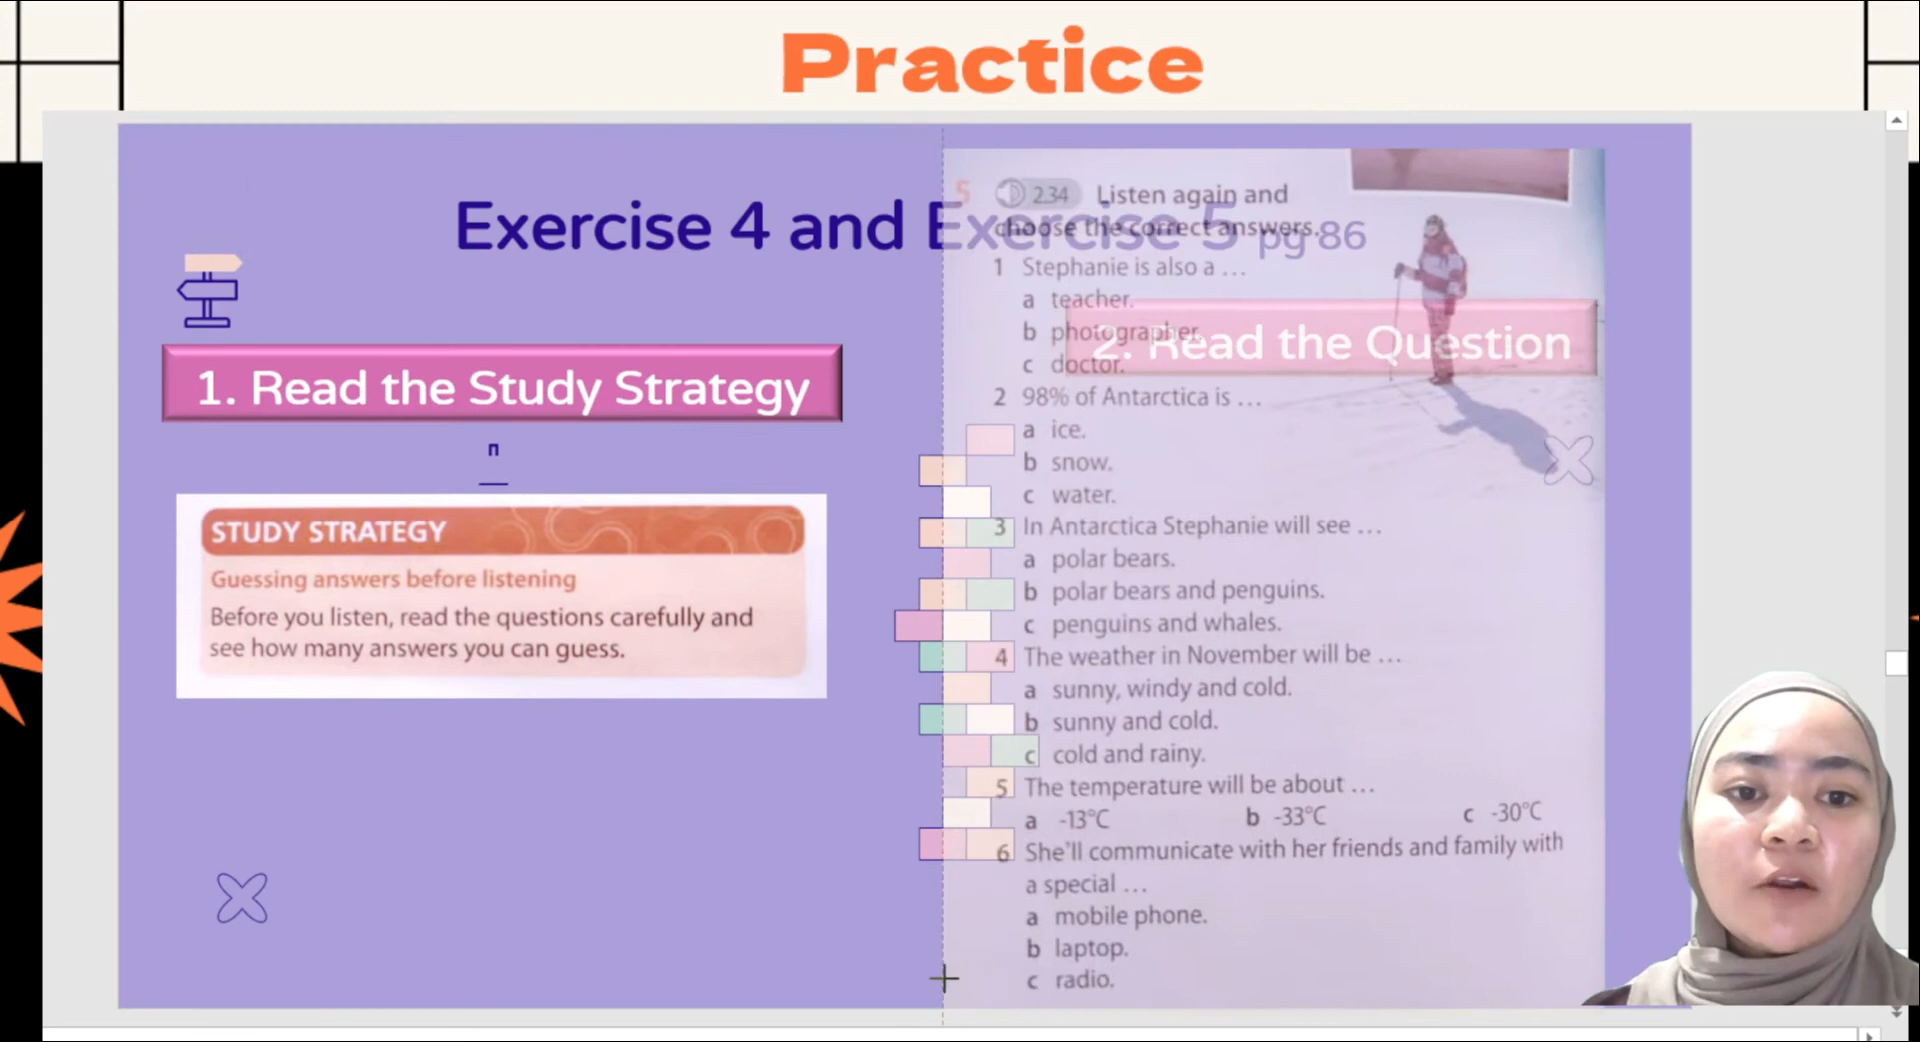 Practice
Exercise 4 and Exercise 5 pg 86
1. Read the Study Strategy
STUDY STRATEGY
Guessing answers before listening
Before you listen, read the questions carefully and
see how many answers you can guess.
2. Read the Question
5 2.34 Listen again and
choose the correct answers.
1 Stephanie is also a ...
a teacher.
b photographer.
c doctor.
2 98% of Antarctica is ...
a ice.
b snow.
c water.
3 In Antarctica Stephanie will see ...
a polar bears.
b polar bears and penguins.
c penguins and whales.
4 The weather in November will be ...
a sunny, windy and cold.
b sunny and cold.
c cold and rainy.
5 The temperature will be about ...
a -13°C b -33°C c -30°C
6 She'll communicate with her friends and family with
a special ...
a mobile phone.
b laptop.
c radio.